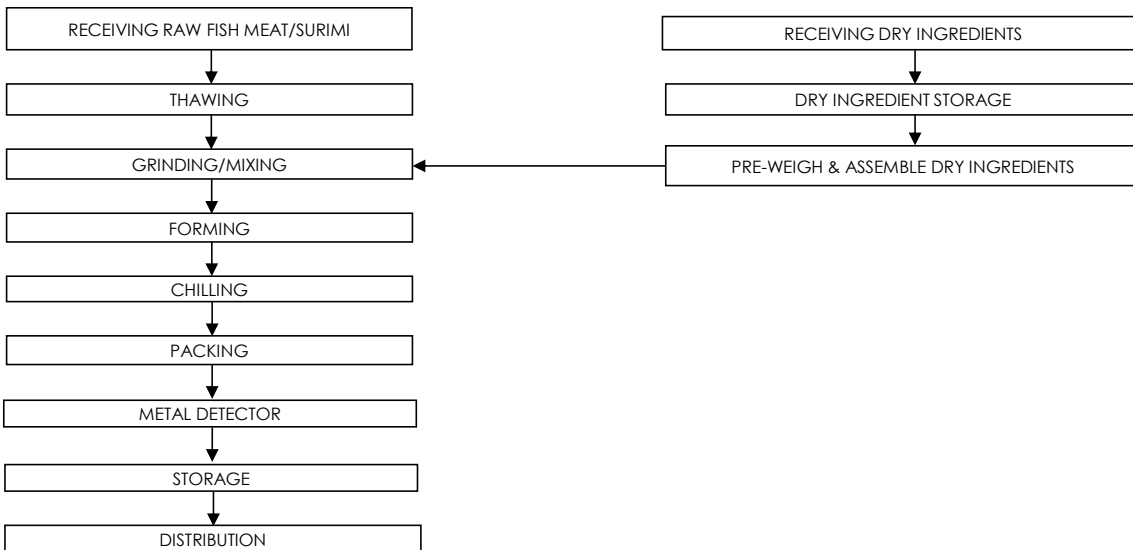 RECEIVING RAW FISH MEAT/SURIMI
THAWING
GRINDING/MIXING
FORMING
CHILLING
PACKING
METAL DETECTOR
STORAGE
DISTRIBUTION
RECEIVING DRY INGREDIENTS
DRY INGREDIENT STORAGE
PRE-WEIGH & ASSEMBLE DRY INGREDIENTS